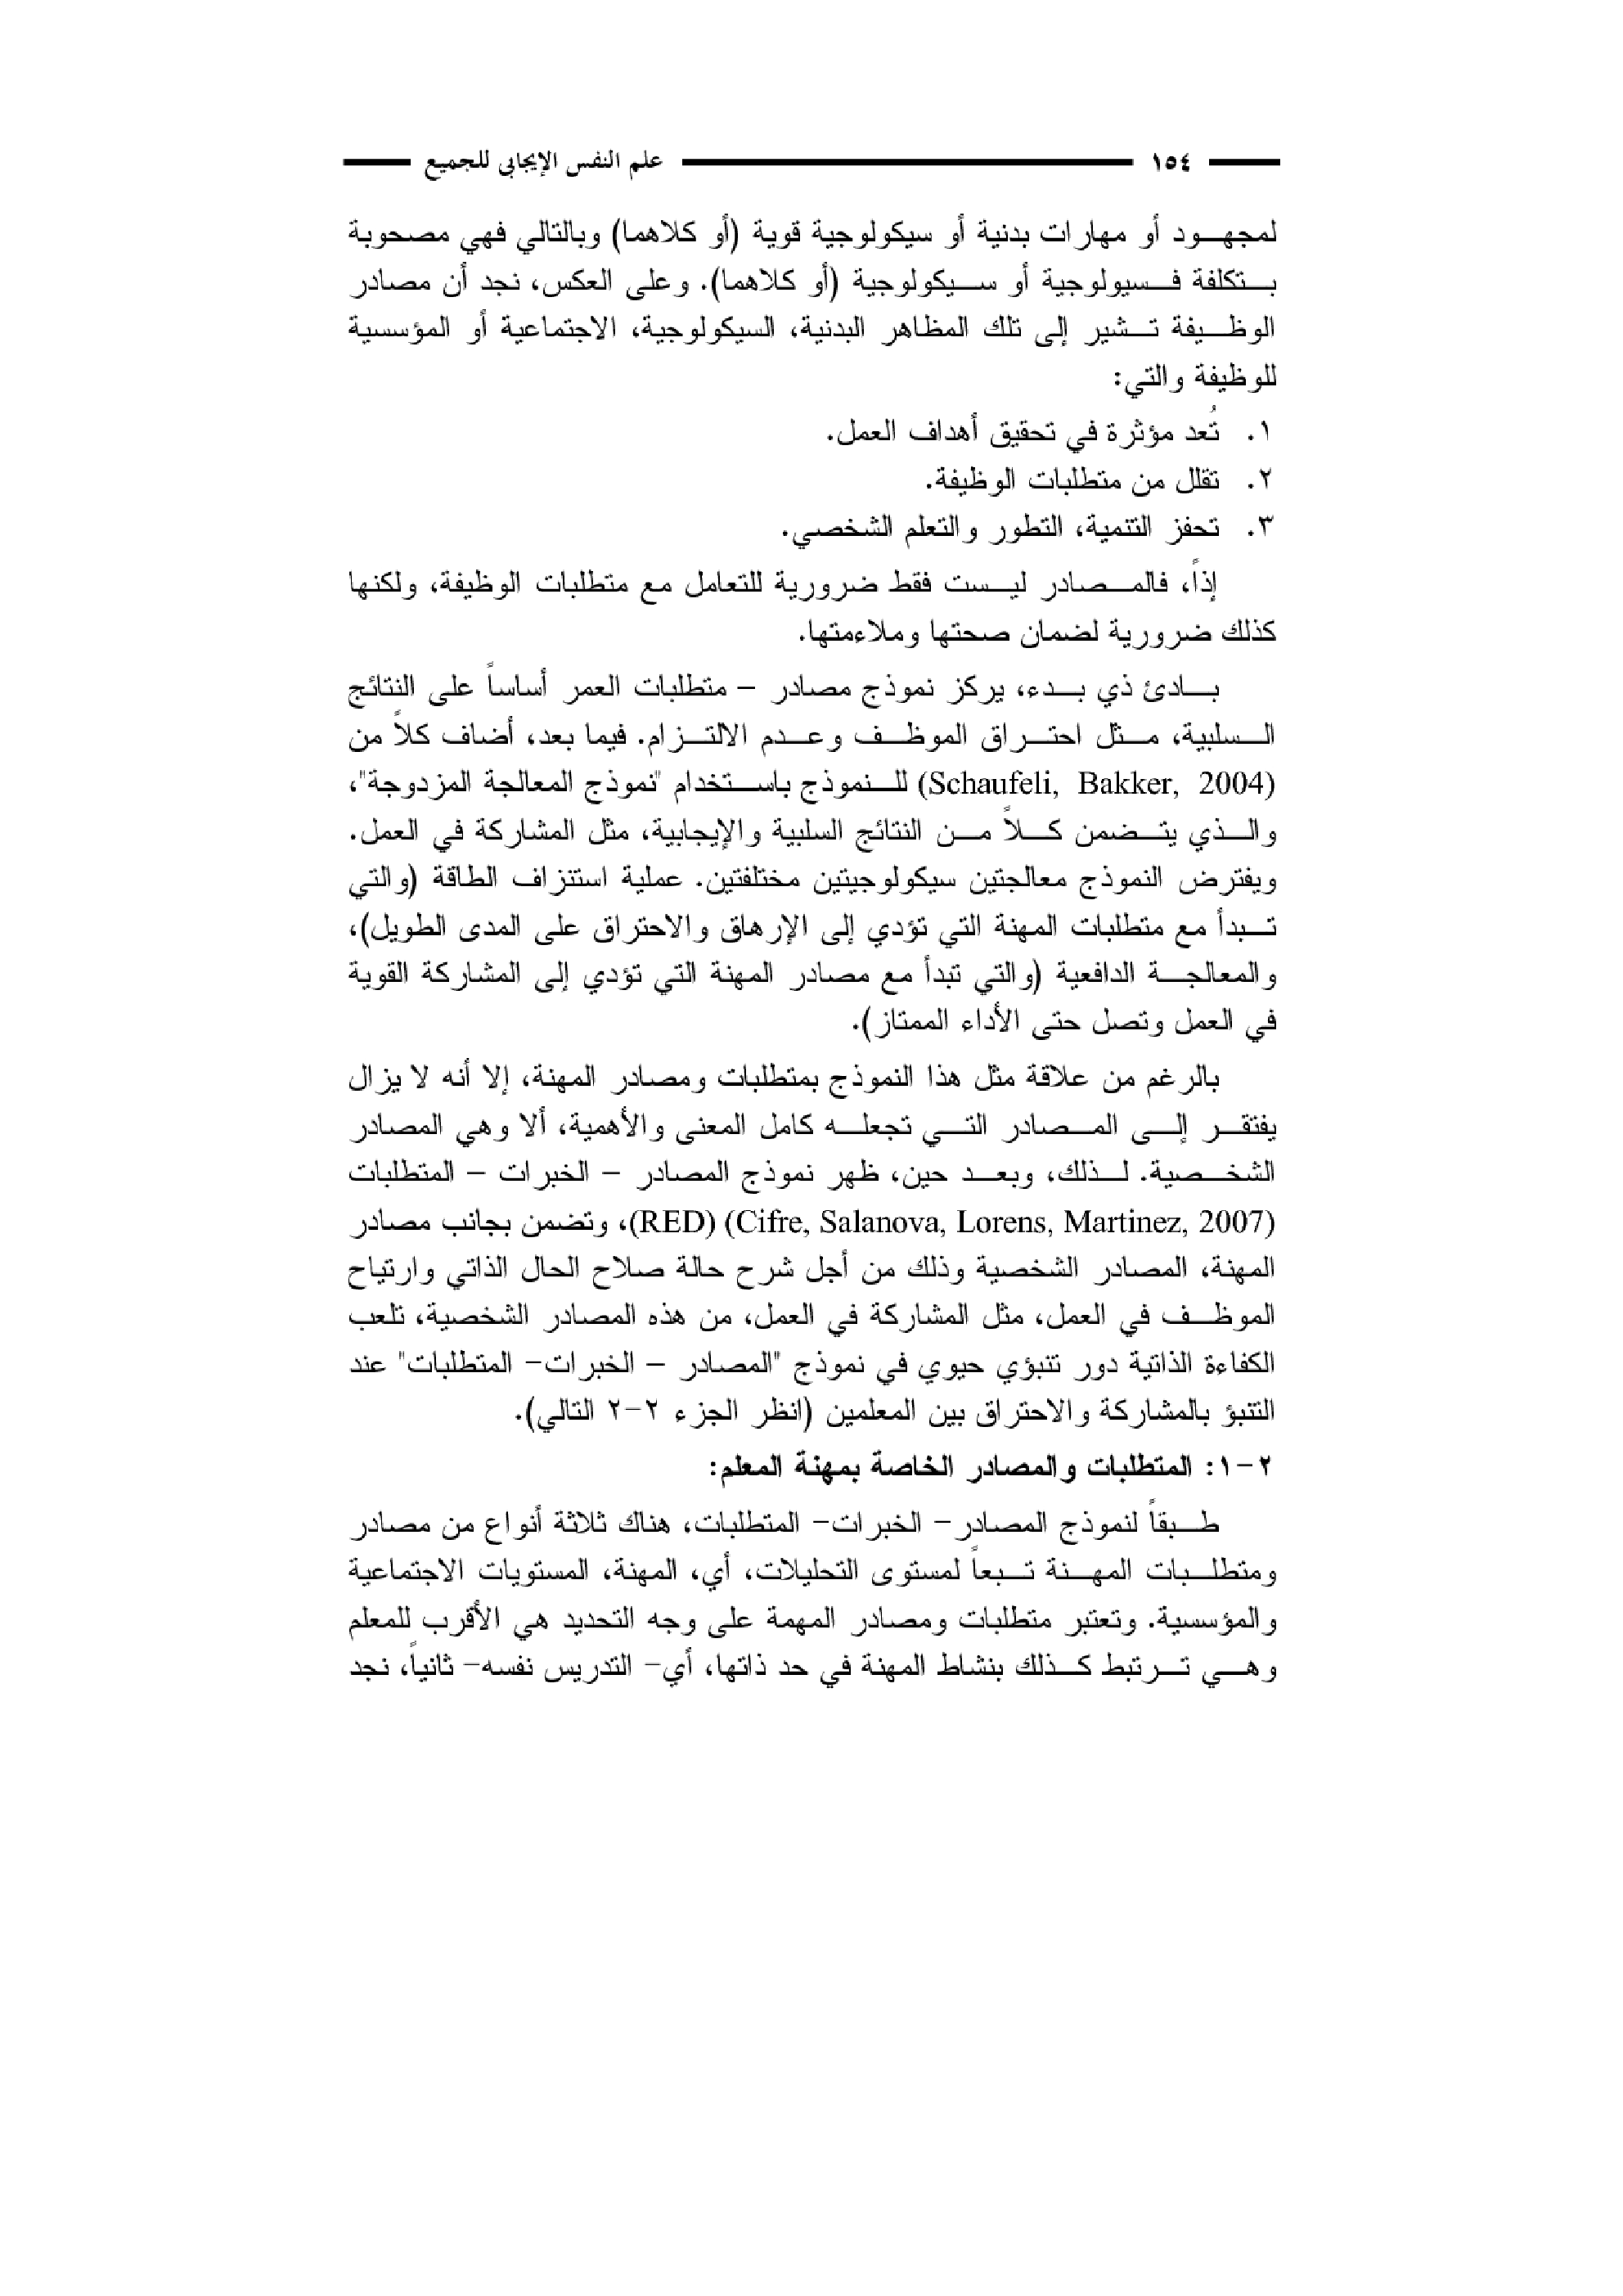 ١٥٤ علم النفس الإيجابي للجميع
لمجهود أو مهارات بدنية أو سيكولوجية قوية (أو كلاهما) وبالتالي فهي مصحوبة
بتكلفة فسيولوجية أو سيكولوجية (أو كلاهما). وعلى العكس، نجد أن مصادر
الوظيفة تشير إلى تلك المظاهر البدنية، السيكولوجية، الاجتماعية أو المؤسسية
للوظيفة والتي:
١. تُعد مؤثرة في تحقيق أهداف العمل.
٢. تقلل من متطلبات الوظيفة.
٣. تحفز التنمية، التطور والتعلم الشخصي.
إذاً، فالمصادر ليست فقط ضرورية للتعامل مع متطلبات الوظيفة، ولكنها
كذلك ضرورية لضمان صحتها وملاءمتها.
بادئ ذي بدء، يركز نموذج مصادر – متطلبات العمر أساساً على النتائج
السلبية، مثل احتراق الموظف وعدم الالتزام. فيما بعد، أضاف كلاً من
(Schaufeli, Bakker, 2004) للنموذج باستخدام "نموذج المعالجة المزدوجة"،
والذي يتضمن كلاً من النتائج السلبية والإيجابية، مثل المشاركة في العمل.
ويفترض النموذج معالجتين سيكولوجيتين مختلفتين. عملية استنزاف الطاقة (والتي
تبدأ مع متطلبات المهنة التي تؤدي إلى الإرهاق والاحتراق على المدى الطويل)،
والمعالجة الدافعية (والتي تبدأ مع مصادر المهنة التي تؤدي إلى المشاركة القوية
في العمل وتصل حتى الأداء الممتاز).
بالرغم من علاقة مثل هذا النموذج بمتطلبات ومصادر المهنة، إلا أنه لا يزال
يفتقر إلى المصادر التي تجعله كامل المعنى والأهمية، ألا وهي المصادر
الشخصية. لذلك، وبعد حين، ظهر نموذج المصادر – الخبرات – المتطلبات
(RED) (Cifre, Salanova, Lorens, Martinez, 2007)، وتضمن بجانب مصادر
المهنة، المصادر الشخصية وذلك من أجل شرح حالة صلاح الحال الذاتي وارتياح
الموظف في العمل، مثل المشاركة في العمل، من هذه المصادر الشخصية، تلعب
الكفاءة الذاتية دور تنبؤي حيوي في نموذج "المصادر – الخبرات- المتطلبات" عند
التنبؤ بالمشاركة والاحتراق بين المعلمين (انظر الجزء ٢-٢ التالي).
٢-١: المتطلبات والمصادر الخاصة بمهنة المعلم:
طبقاً لنموذج المصادر- الخبرات- المتطلبات، هناك ثلاثة أنواع من مصادر
ومتطلبات المهنة تبعاً لمستوى التحليلات، أي، المهنة، المستويات الاجتماعية
والمؤسسية. وتعتبر متطلبات ومصادر المهمة على وجه التحديد هي الأقرب للمعلم
وهي ترتبط كذلك بنشاط المهنة في حد ذاتها، أي- التدريس نفسه- ثانياً، نجد